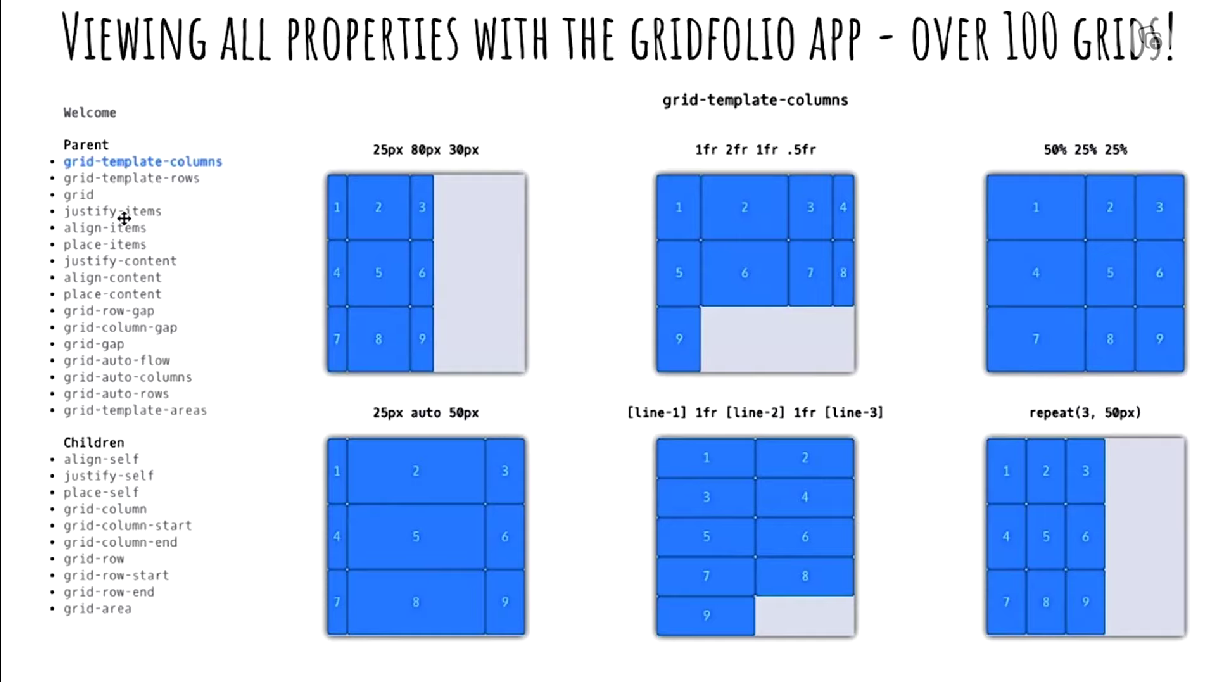 VIEWING ALL PROPERTIES WITH THE GRIDFOLIO APP - OVER 100 GRIDS!
Welcome
Parent
grid-template-columns
grid-template-rows
grid
justify-items
align-items
place-items
justify-content
align-content
place-content
grid-row-gap
grid-column-gap
grid-gap
grid-auto-flow
grid-auto-columns
grid-auto-rows
grid-template-areas
Children
align-self
justify-self
place-self
grid-column
grid-column-start
grid-column-end
grid-row
grid-row-start
grid-row-end
grid-area
grid-template-columns
25px 80px 30px
1 2 3
4 5 6
7 8 9
1fr 2fr 1fr .5fr
1 2 3 4
5 6 7 8
9
50% 25% 25%
1 2 3
4 5 6
7 8 9
25px auto 50px
1 2 3
4 5 6
7 8 9
[line-1] 1fr [line-2] 1fr [line-3]
1 2
3 4
5 6
7 8
9
repeat(3, 50px)
1 2 3
4 5 6
7 8 9